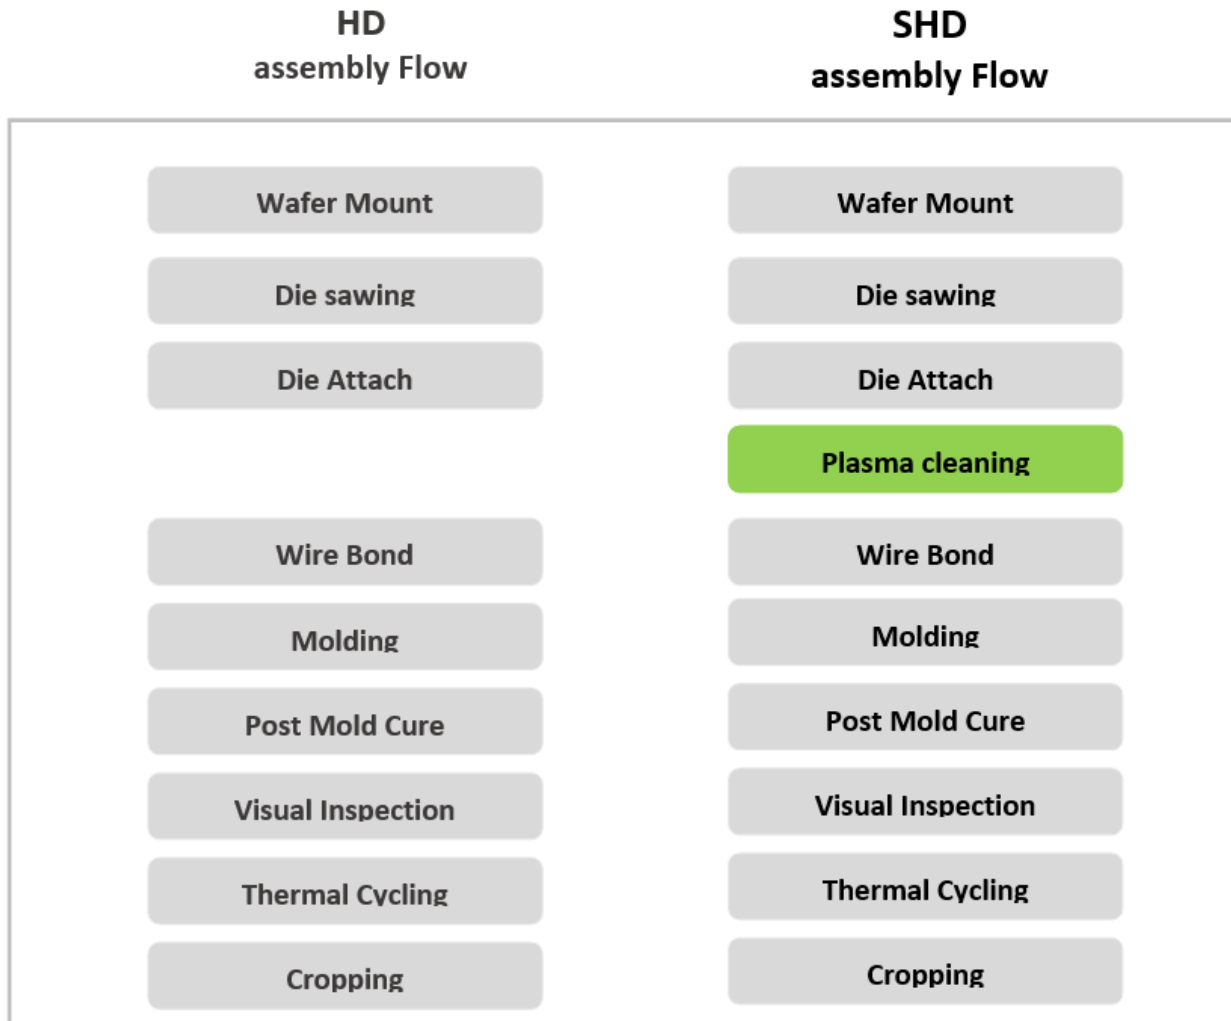 HD
assembly Flow
SHD
assembly Flow
Wafer Mount
Wafer Mount
Die sawing
Die sawing
Die Attach
Die Attach
Plasma cleaning
Wire Bond
Wire Bond
Molding
Molding
Post Mold Cure
Post Mold Cure
Visual Inspection
Visual Inspection
Thermal Cycling
Thermal Cycling
Cropping
Cropping